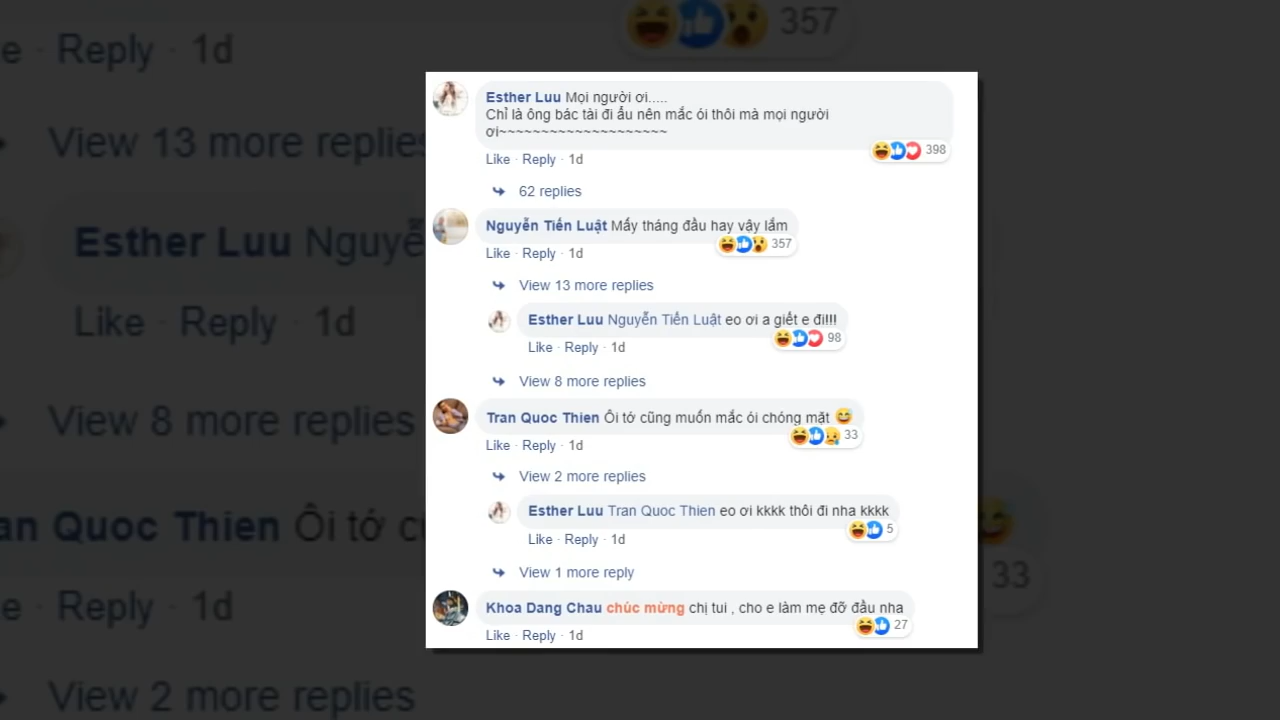 e · Reply · 1d
357
View 13 more replies
Esther Luu Nguyễ
Like · Reply · 1d
View 8 more replies
an Quoc Thien Ôi tớ cũ
e · Reply · 1d
33
View 2 more replies
Esther Luu Mọi người ơi.....
Chỉ là ông bác tài đi ẩu nên mắc ói thôi mà mọi người
ơi~~~~~~~~~~~~~~~~~~~~
Like · Reply · 1d
398
62 replies
Nguyễn Tiến Luật Mấy tháng đầu hay vậy lắm
Like · Reply · 1d
357
View 13 more replies
Esther Luu Nguyễn Tiến Luật eo ơi a giết e đi!!!
Like · Reply · 1d
98
View 8 more replies
Tran Quoc Thien Ôi tớ cũng muốn mắc ói chóng mặt 😅
Like · Reply · 1d
33
View 2 more replies
Esther Luu Tran Quoc Thien eo ơi kkkk thôi đi nha kkkk
Like · Reply · 1d
5
View 1 more reply
Khoa Dang Chau chúc mừng chị tui , cho e làm mẹ đỡ đầu nha
Like · Reply · 1d
27